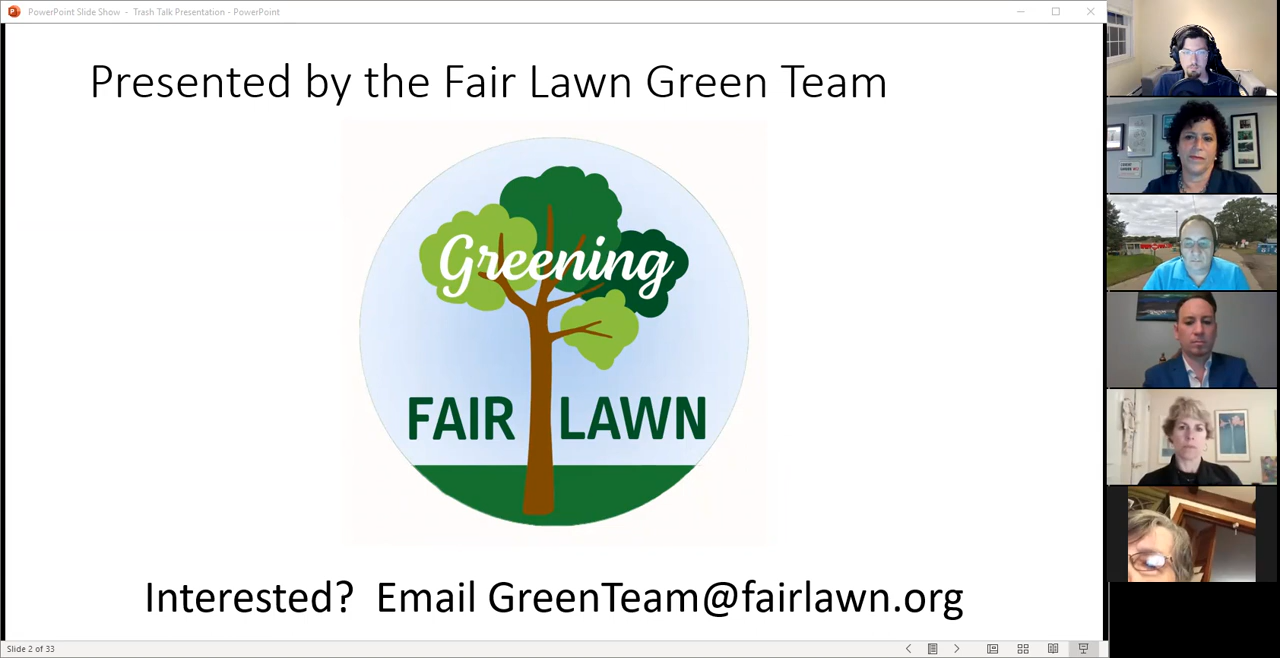 PowerPoint Slide Show - Trash Talk Presentation - PowerPoint
Presented by the Fair Lawn Green Team
Greening
FAIR LAWN
Interested? Email GreenTeam@fairlawn.org
Slide 2 of 33